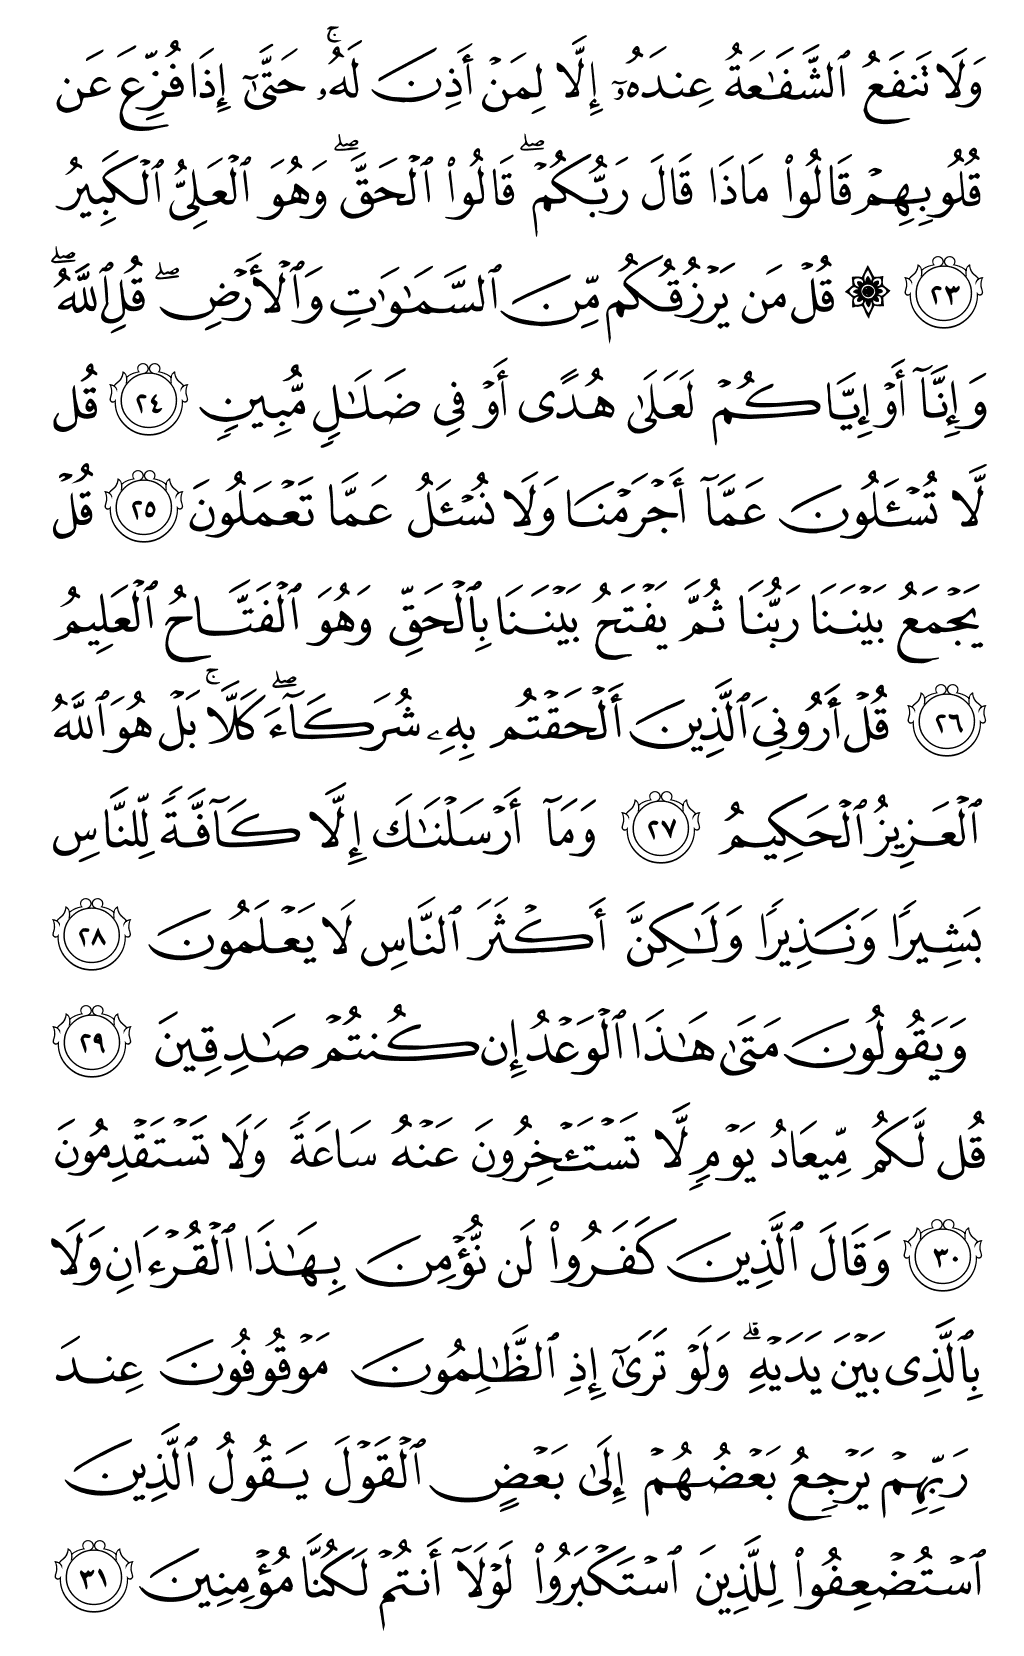 وَلَا تَنفَعُ ٱلشَّفَٰعَةُ عِندَهُۥٓ إِلَّا لِمَنْ أَذِنَ لَهُۥۚ حَتَّىٰٓ إِذَا فُزِّعَ عَن
قُلُوبِهِمْ قَالُوا۟ مَاذَا قَالَ رَبُّكُمْۖ قَالُوا۟ ٱلْحَقَّۖ وَهُوَ ٱلْعَلِىُّ ٱلْكَبِيرُ
٢٣ ۞ قُلْ مَن يَرْزُقُكُم مِّنَ ٱلسَّمَٰوَٰتِ وَٱلْأَرْضِۖ قُلِ ٱللَّهُۖ
وَإِنَّآ أَوْ إِيَّاكُمْ لَعَلَىٰ هُدًى أَوْ فِى ضَلَٰلٍ مُّبِينٍ ٢٤ قُل
لَّا تُسْـَٔلُونَ عَمَّآ أَجْرَمْنَا وَلَا نُسْـَٔلُ عَمَّا تَعْمَلُونَ ٢٥ قُلْ
يَجْمَعُ بَيْنَنَا رَبُّنَا ثُمَّ يَفْتَحُ بَيْنَنَا بِٱلْحَقِّ وَهُوَ ٱلْفَتَّاحُ ٱلْعَلِيمُ
٢٦ قُلْ أَرُونِىَ ٱلَّذِينَ أَلْحَقْتُم بِهِۦ شُرَكَآءَۖ كَلَّاۚ بَلْ هُوَ ٱللَّهُ
ٱلْعَزِيزُ ٱلْحَكِيمُ ٢٧ وَمَآ أَرْسَلْنَٰكَ إِلَّا كَآفَّةً لِّلنَّاسِ
بَشِيرًا وَنَذِيرًا وَلَٰكِنَّ أَكْثَرَ ٱلنَّاسِ لَا يَعْلَمُونَ ٢٨
وَيَقُولُونَ مَتَىٰ هَٰذَا ٱلْوَعْدُ إِن كُنتُمْ صَٰدِقِينَ ٢٩
قُل لَّكُم مِّيعَادُ يَوْمٍ لَّا تَسْتَـْٔخِرُونَ عَنْهُ سَاعَةً وَلَا تَسْتَقْدِمُونَ
٣٠ وَقَالَ ٱلَّذِينَ كَفَرُوا۟ لَن نُّؤْمِنَ بِهَٰذَا ٱلْقُرْءَانِ وَلَا
بِٱلَّذِى بَيْنَ يَدَيْهِۗ وَلَوْ تَرَىٰٓ إِذِ ٱلظَّٰلِمُونَ مَوْقُوفُونَ عِندَ
رَبِّهِمْ يَرْجِعُ بَعْضُهُمْ إِلَىٰ بَعْضٍ ٱلْقَوْلَ يَقُولُ ٱلَّذِينَ
ٱسْتُضْعِفُوا۟ لِلَّذِينَ ٱسْتَكْبَرُوا۟ لَوْلَآ أَنتُمْ لَكُنَّا مُؤْمِنِينَ ٣١